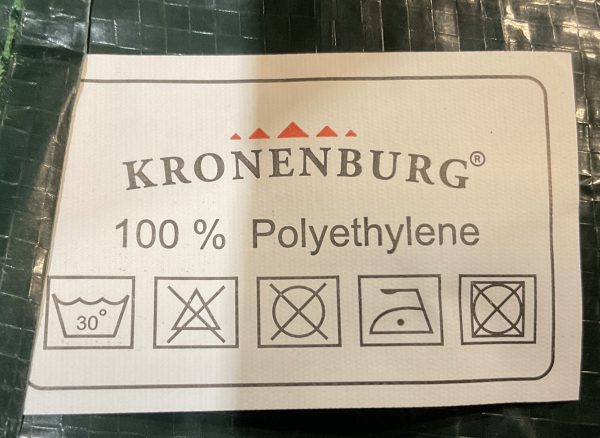 KRONENBURG®
100 % Polyethylene
30°